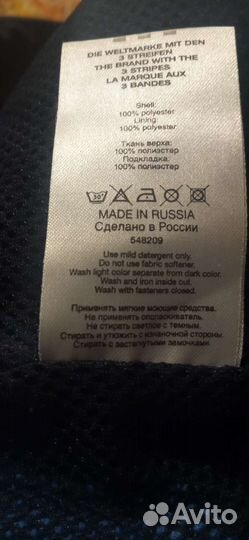 DIE WELTMARKE MIT DEN
3 STREIFEN
THE BRAND WITH THE
3 STRIPES
LA MARQUE AUX
3 BANDES
Shell:
100% polyester
Lining:
100% polyester
Ткань верха:
100% полиэстер
Подкладка:
100% полиэстер
30°
MADE IN RUSSIA
Сделано в России
548209
Use mild detergent only.
Do not use fabric softener.
Wash light color separate from dark color.
Wash and iron inside out.
Wash with fasteners closed.
Применять мягкие моющие средства.
Не применять ополаскиватель.
Не стирать светлое с темным.
Стирать и утюжить с изнаночной стороны.
Стирать с застегнутыми замочками.
Avito